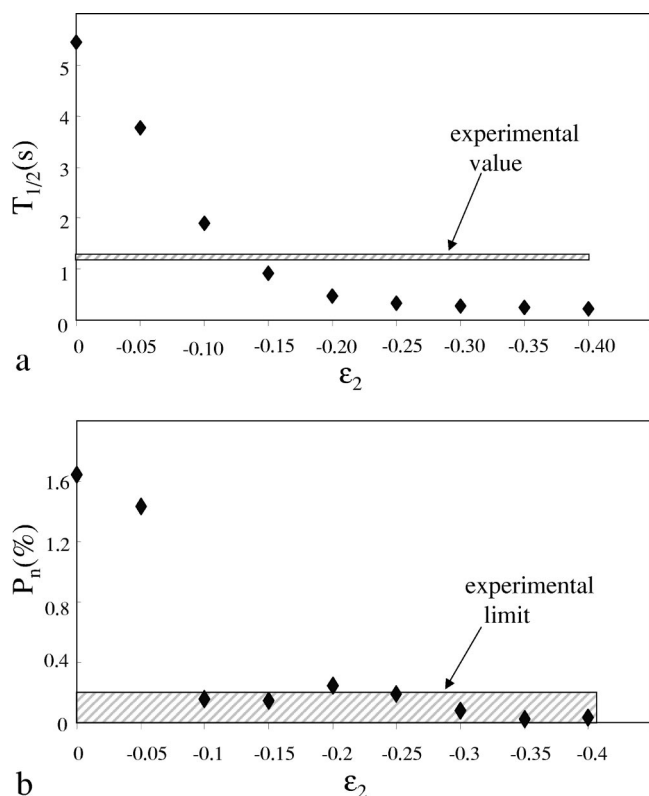 5
4
3
2
1
0
T1/2(s)
experimental
value
0 -0.05 -0.10 -0.15 -0.20 -0.25 -0.30 -0.35 -0.40
ε2
a
1.6
1.2
0.8
0.4
0
Pn(%)
experimental
limit
0 -0.05 -0.1 -0.15 -0.2 -0.25 -0.3 -0.35 -0.4
ε2
b